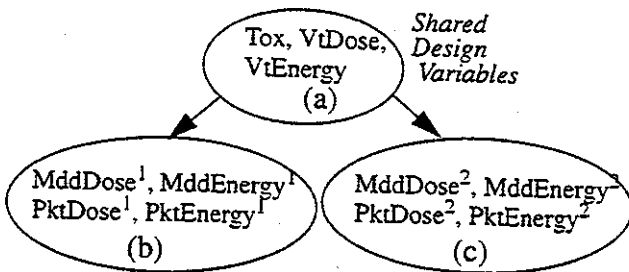 Tox, VtDose,
VtEnergy
(a)
Shared
Design
Variables
MddDose¹, MddEnergy¹
PktDose¹, PktEnergy¹
(b)
MddDose², MddEnergy²
PktDose², PktEnergy²
(c)